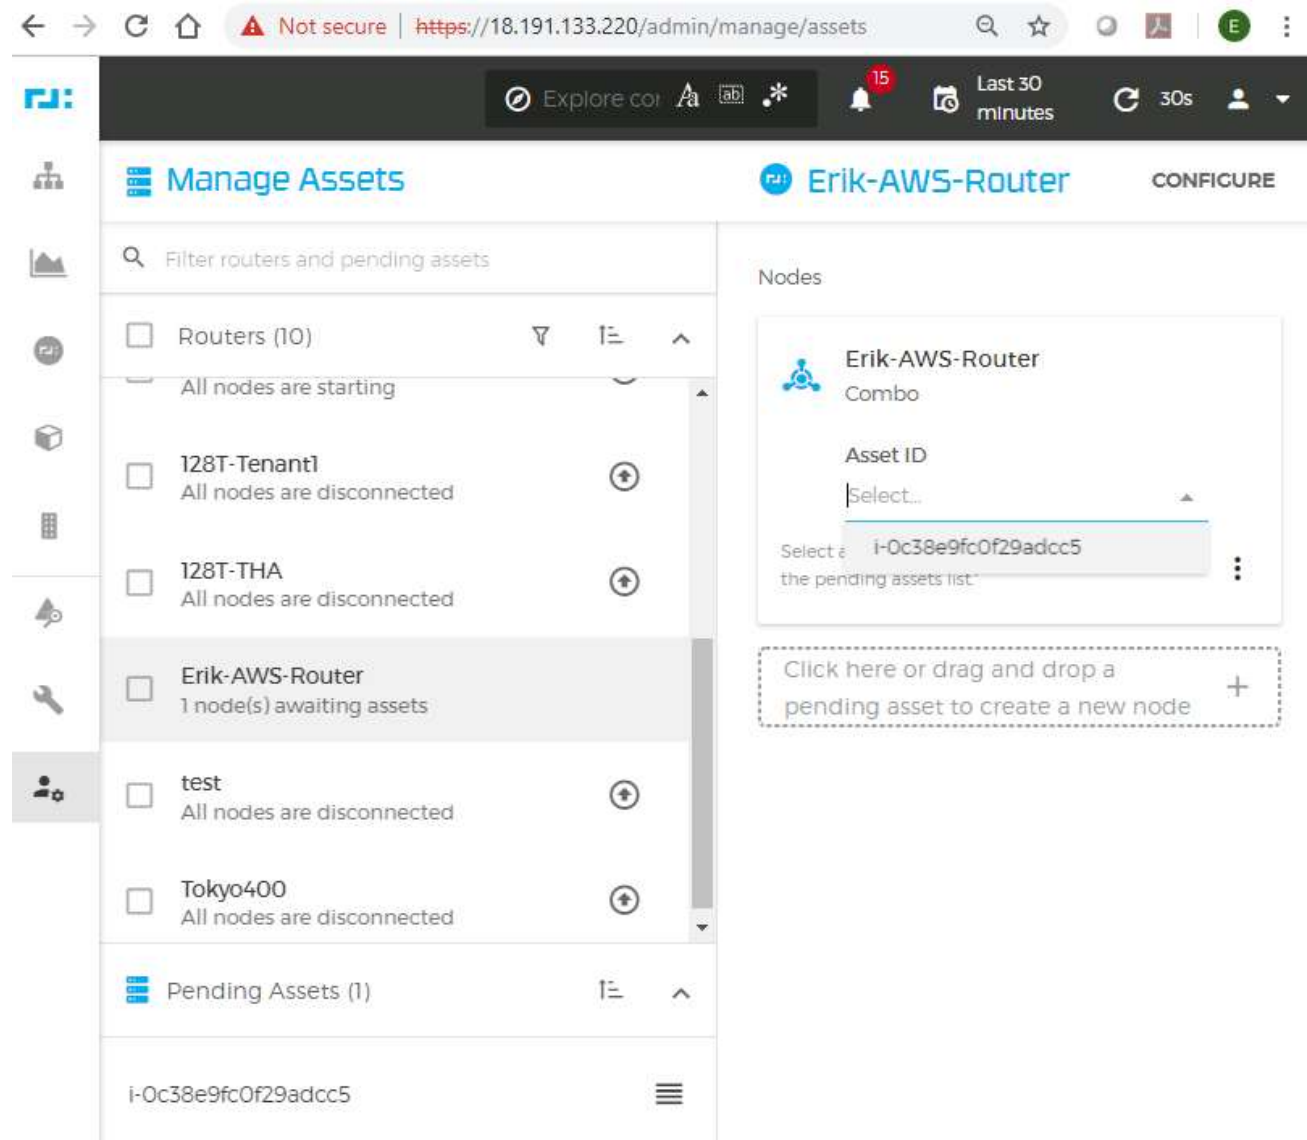 Not secure | https://18.191.133.220/admin/manage/assets
E
Explore cor Aa ab .*
15
Last 30
minutes
30s
Manage Assets
Erik-AWS-Router
CONFIGURE
Filter routers and pending assets
Nodes
Routers (10)
All nodes are starting
128T-Tenant1
All nodes are disconnected
128T-THA
All nodes are disconnected
Erik-AWS-Router
1 node(s) awaiting assets
test
All nodes are disconnected
Tokyo400
All nodes are disconnected
Pending Assets (1)
i-0c38e9fc0f29adcc5
Erik-AWS-Router
Combo
Asset ID
Select...
i-0c38e9fc0f29adcc5
Select a
the pending assets list."
Click here or drag and drop a
pending asset to create a new node